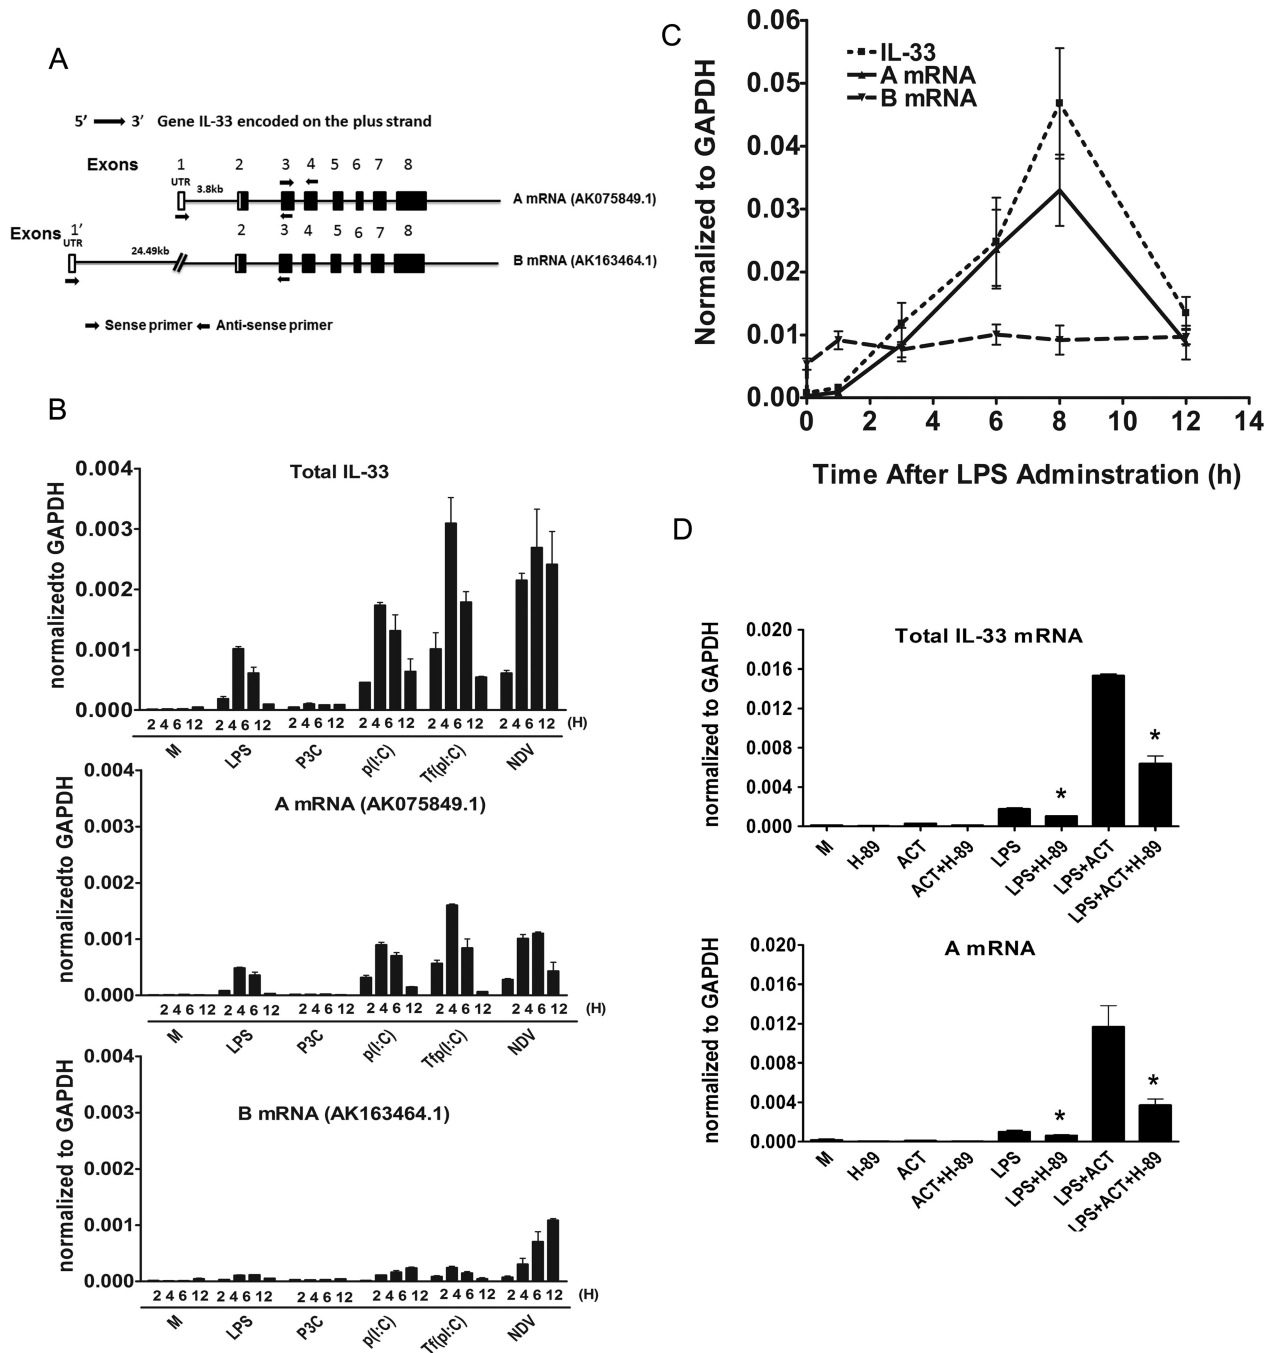 A
5' 3' Gene IL-33 encoded on the plus strand
Exons 1 2 3 4 5 6 7 8
UTR
3.8kb
A mRNA (AK075849.1)
Exons 1' 2 3 4 5 6 7 8
UTR
24.49kb
B mRNA (AK163464.1)
Sense primer Anti-sense primer
B
Total IL-33
normalizedto GAPDH
0.004
0.003
0.002
0.001
0.000
2 4 6 12 2 4 6 12 2 4 6 12 2 4 6 12 2 4 6 12 2 4 6 12 (H)
M LPS P3C p(I:C) Tf(pI:C) NDV
A mRNA (AK075849.1)
normalizedto GAPDH
0.004
0.003
0.002
0.001
0.000
2 4 6 12 2 4 6 12 2 4 6 12 2 4 6 12 2 4 6 12 2 4 6 12 (H)
M LPS P3C p(I:C) Tfp(I:C) NDV
B mRNA (AK163464.1)
normalized to GAPDH
0.004
0.003
0.002
0.001
0.000
2 4 6 12 2 4 6 12 2 4 6 12 2 4 6 12 2 4 6 12 2 4 6 12 (H)
M LPS P3C p(I:C) Tf(pI:C) NDV
C
Normalized to GAPDH
0.06
0.05
0.04
0.03
0.02
0.01
0.00
IL-33
A mRNA
B mRNA
0 2 4 6 8 10 12 14
Time After LPS Adminstration (h)
D
Total IL-33 mRNA
normalized to GAPDH
0.020
0.016
0.012
0.008
0.004
0.000
* *
M H-89 ACT ACT+H-89 LPS LPS+H-89 LPS+ACT LPS+ACT+H-89
A mRNA
normalized to GAPDH
0.020
0.016
0.012
0.008
0.004
0.000
* *
M H-89 ACT ACT+H-89 LPS LPS+H-89 LPS+ACT LPS+ACT+H-89